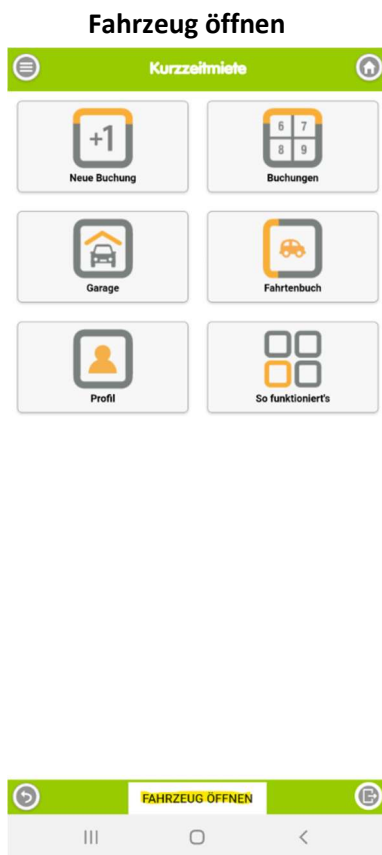 Fahrzeug öffnen
Kurzzeitmiete
+1
Neue Buchung
6 7
8 9
Buchungen
Garage
Fahrtenbuch
Profil
So funktioniert's
FAHRZEUG ÖFFNEN